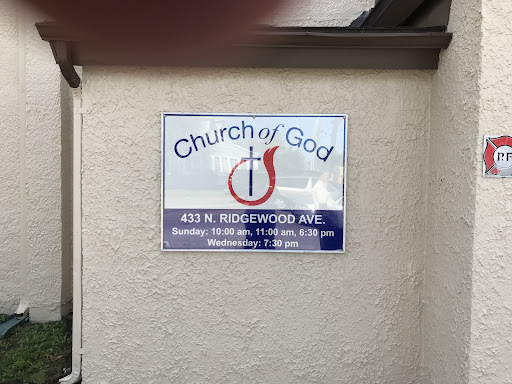 Church of God
433 N. RIDGEWOOD AVE.
Sunday: 10:00 am, 11:00 am, 6:30 pm
Wednesday: 7:30 pm